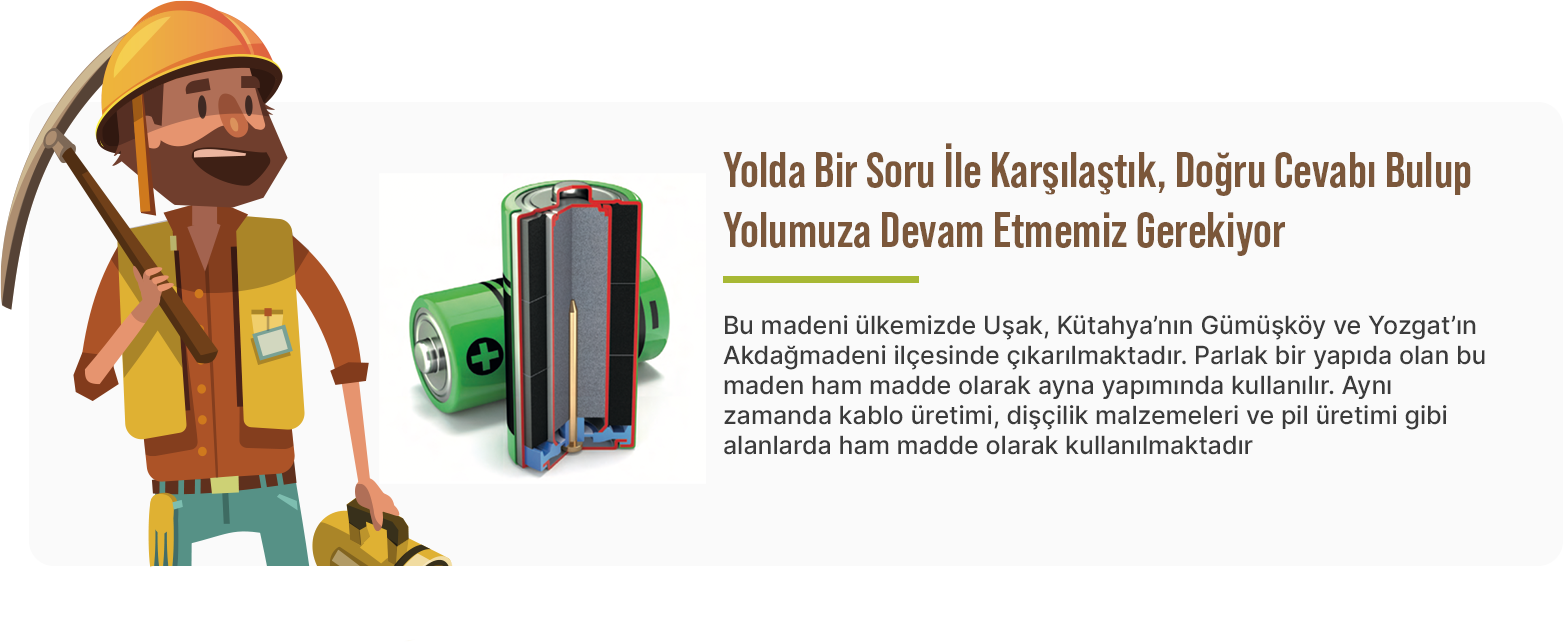 Yolda Bir Soru İle Karşılaştık, Doğru Cevabı Bulup
Yolumuza Devam Etmemiz Gerekiyor
Bu madeni ülkemizde Uşak, Kütahya’nın Gümüşköy ve Yozgat’ın
Akdağmadeni ilçesinde çıkarılmaktadır. Parlak bir yapıda olan bu
maden ham madde olarak ayna yapımında kullanılır. Aynı
zamanda kablo üretimi, dişçilik malzemeleri ve pil üretimi gibi
alanlarda ham madde olarak kullanılmaktadır